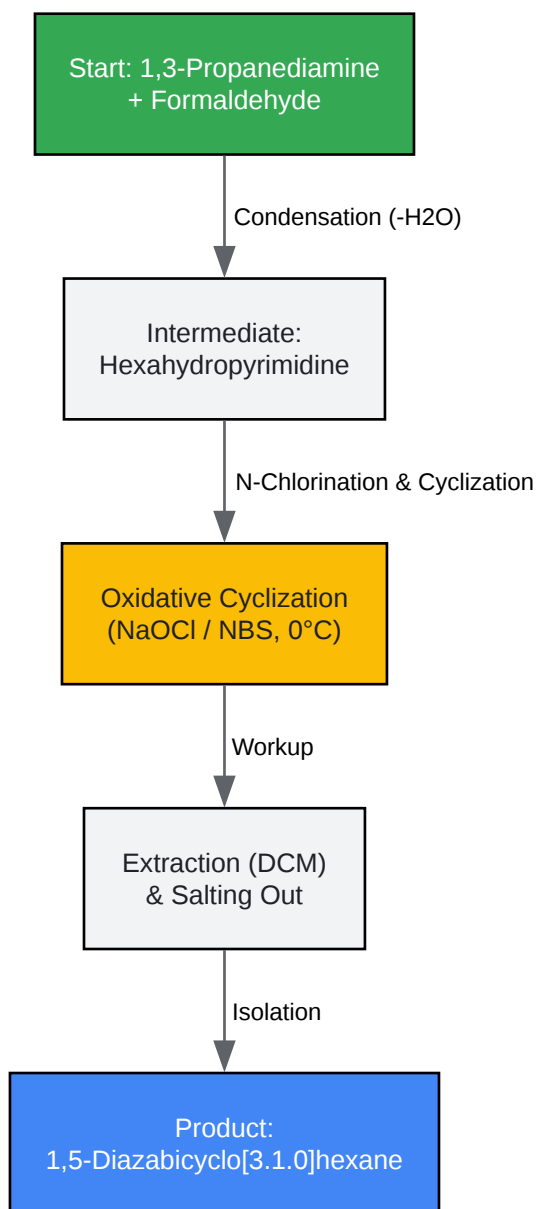 Start: 1,3-Propanediamine
+ Formaldehyde
Condensation (-H2O)
Intermediate:
Hexahydropyrimidine
N-Chlorination & Cyclization
Oxidative Cyclization
(NaOCl / NBS, 0°C)
Workup
Extraction (DCM)
& Salting Out
Isolation
Product:
1,5-Diazabicyclo[3.1.0]hexane